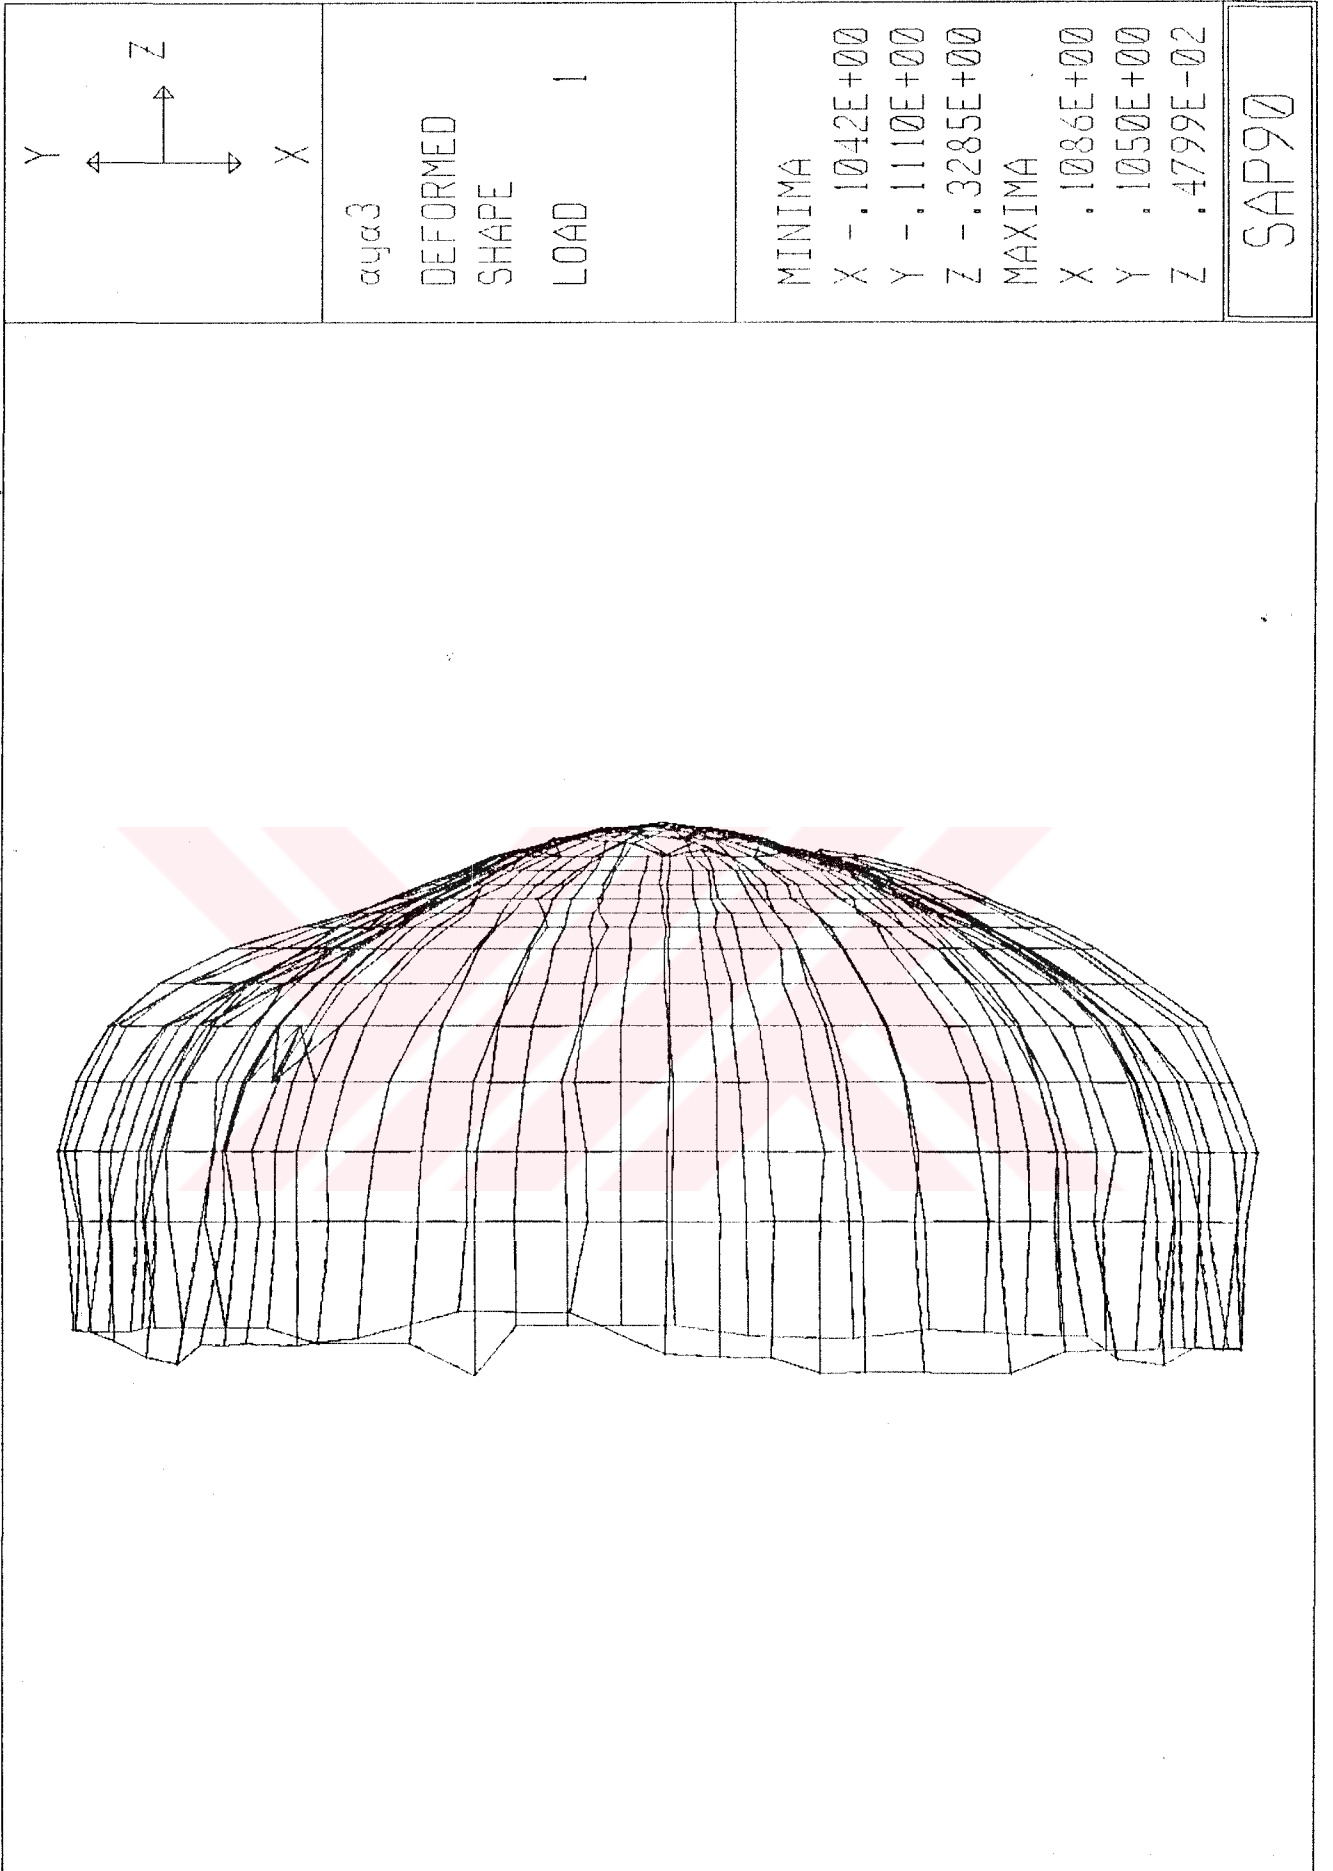 Y
Z
X
aya3
DEFORMED
SHAPE
LOAD 1
MINIMA
X -.1042E+00
Y -.1110E+00
Z -.3285E+00
MAXIMA
X .1086E+00
Y .1050E+00
Z .4799E-02
SAP90